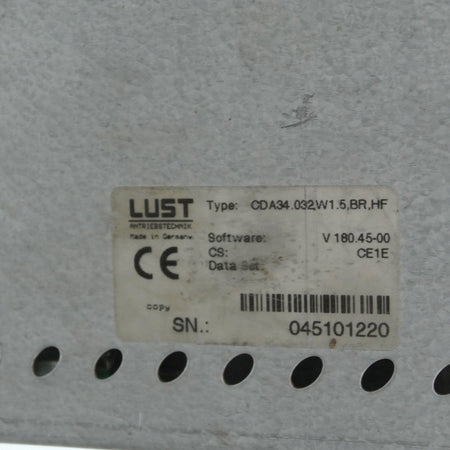 LUST
ANTRIEBSTECHNIK
Made in Germany
Type: CDA34.032,W1.5,BR,HF
Software: V 180.45-00
CS: CE1E
Data Set:
CE
copy
SN.: 045101220